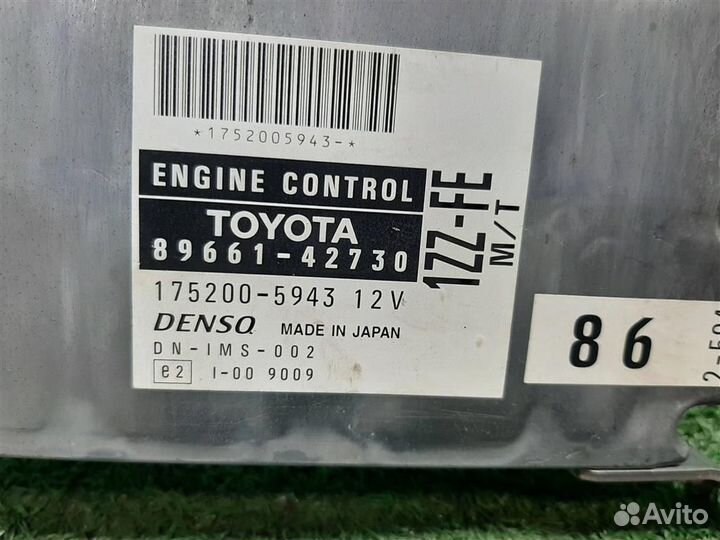 *1752005943-*
ENGINE CONTROL
TOYOTA
89661-42730
1ZZ-FE
M/T
175200-5943 12V
DENSO MADE IN JAPAN
DN-IMS-002
e2 I-00 9009
86
Avito